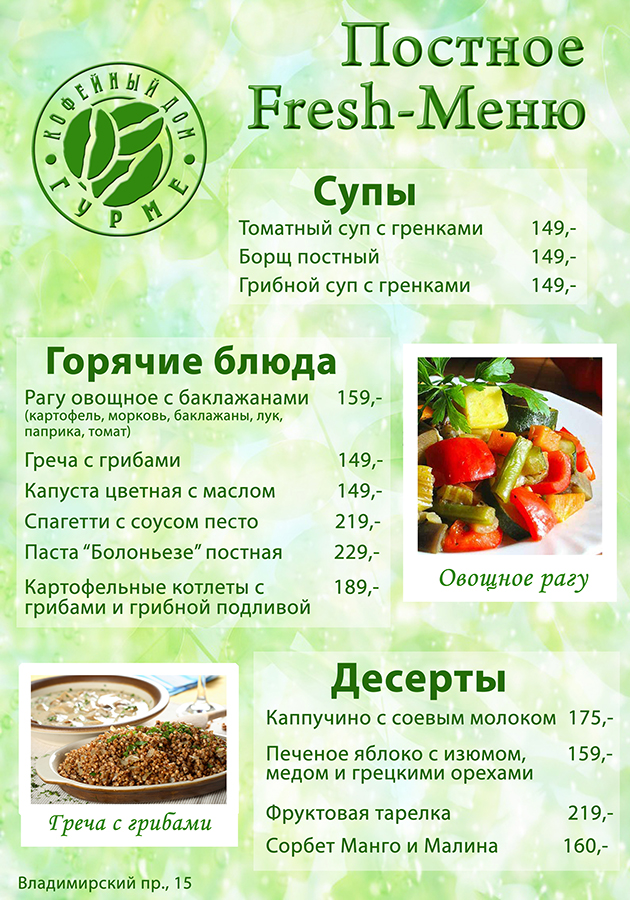 Постное
Fresh-Меню
КОФЕЙНЫЙ ДОМ
ГУРМЕ
Супы
Томатный суп с гренками 149,-
Борщ постный 149,-
Грибной суп с гренками 149,-
Горячие блюда
Рагу овощное с баклажанами 159,-
(картофель, морковь, баклажаны, лук,
паприка, томат)
Греча с грибами 149,-
Капуста цветная с маслом 149,-
Спагетти с соусом песто 219,-
Паста “Болоньезе” постная 229,-
Картофельные котлеты с 189,-
грибами и грибной подливой
Овощное рагу
Греча с грибами
Десерты
Каппучино с соевым молоком 175,-
Печеное яблоко с изюмом, 159,-
медом и грецкими орехами
Фруктовая тарелка 219,-
Сорбет Манго и Малина 160,-
Владимирский пр., 15